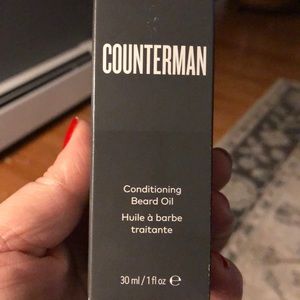 COUNTERMAN
Conditioning
Beard Oil
Huile à barbe
traitante
30 ml / 1 fl oz ℮